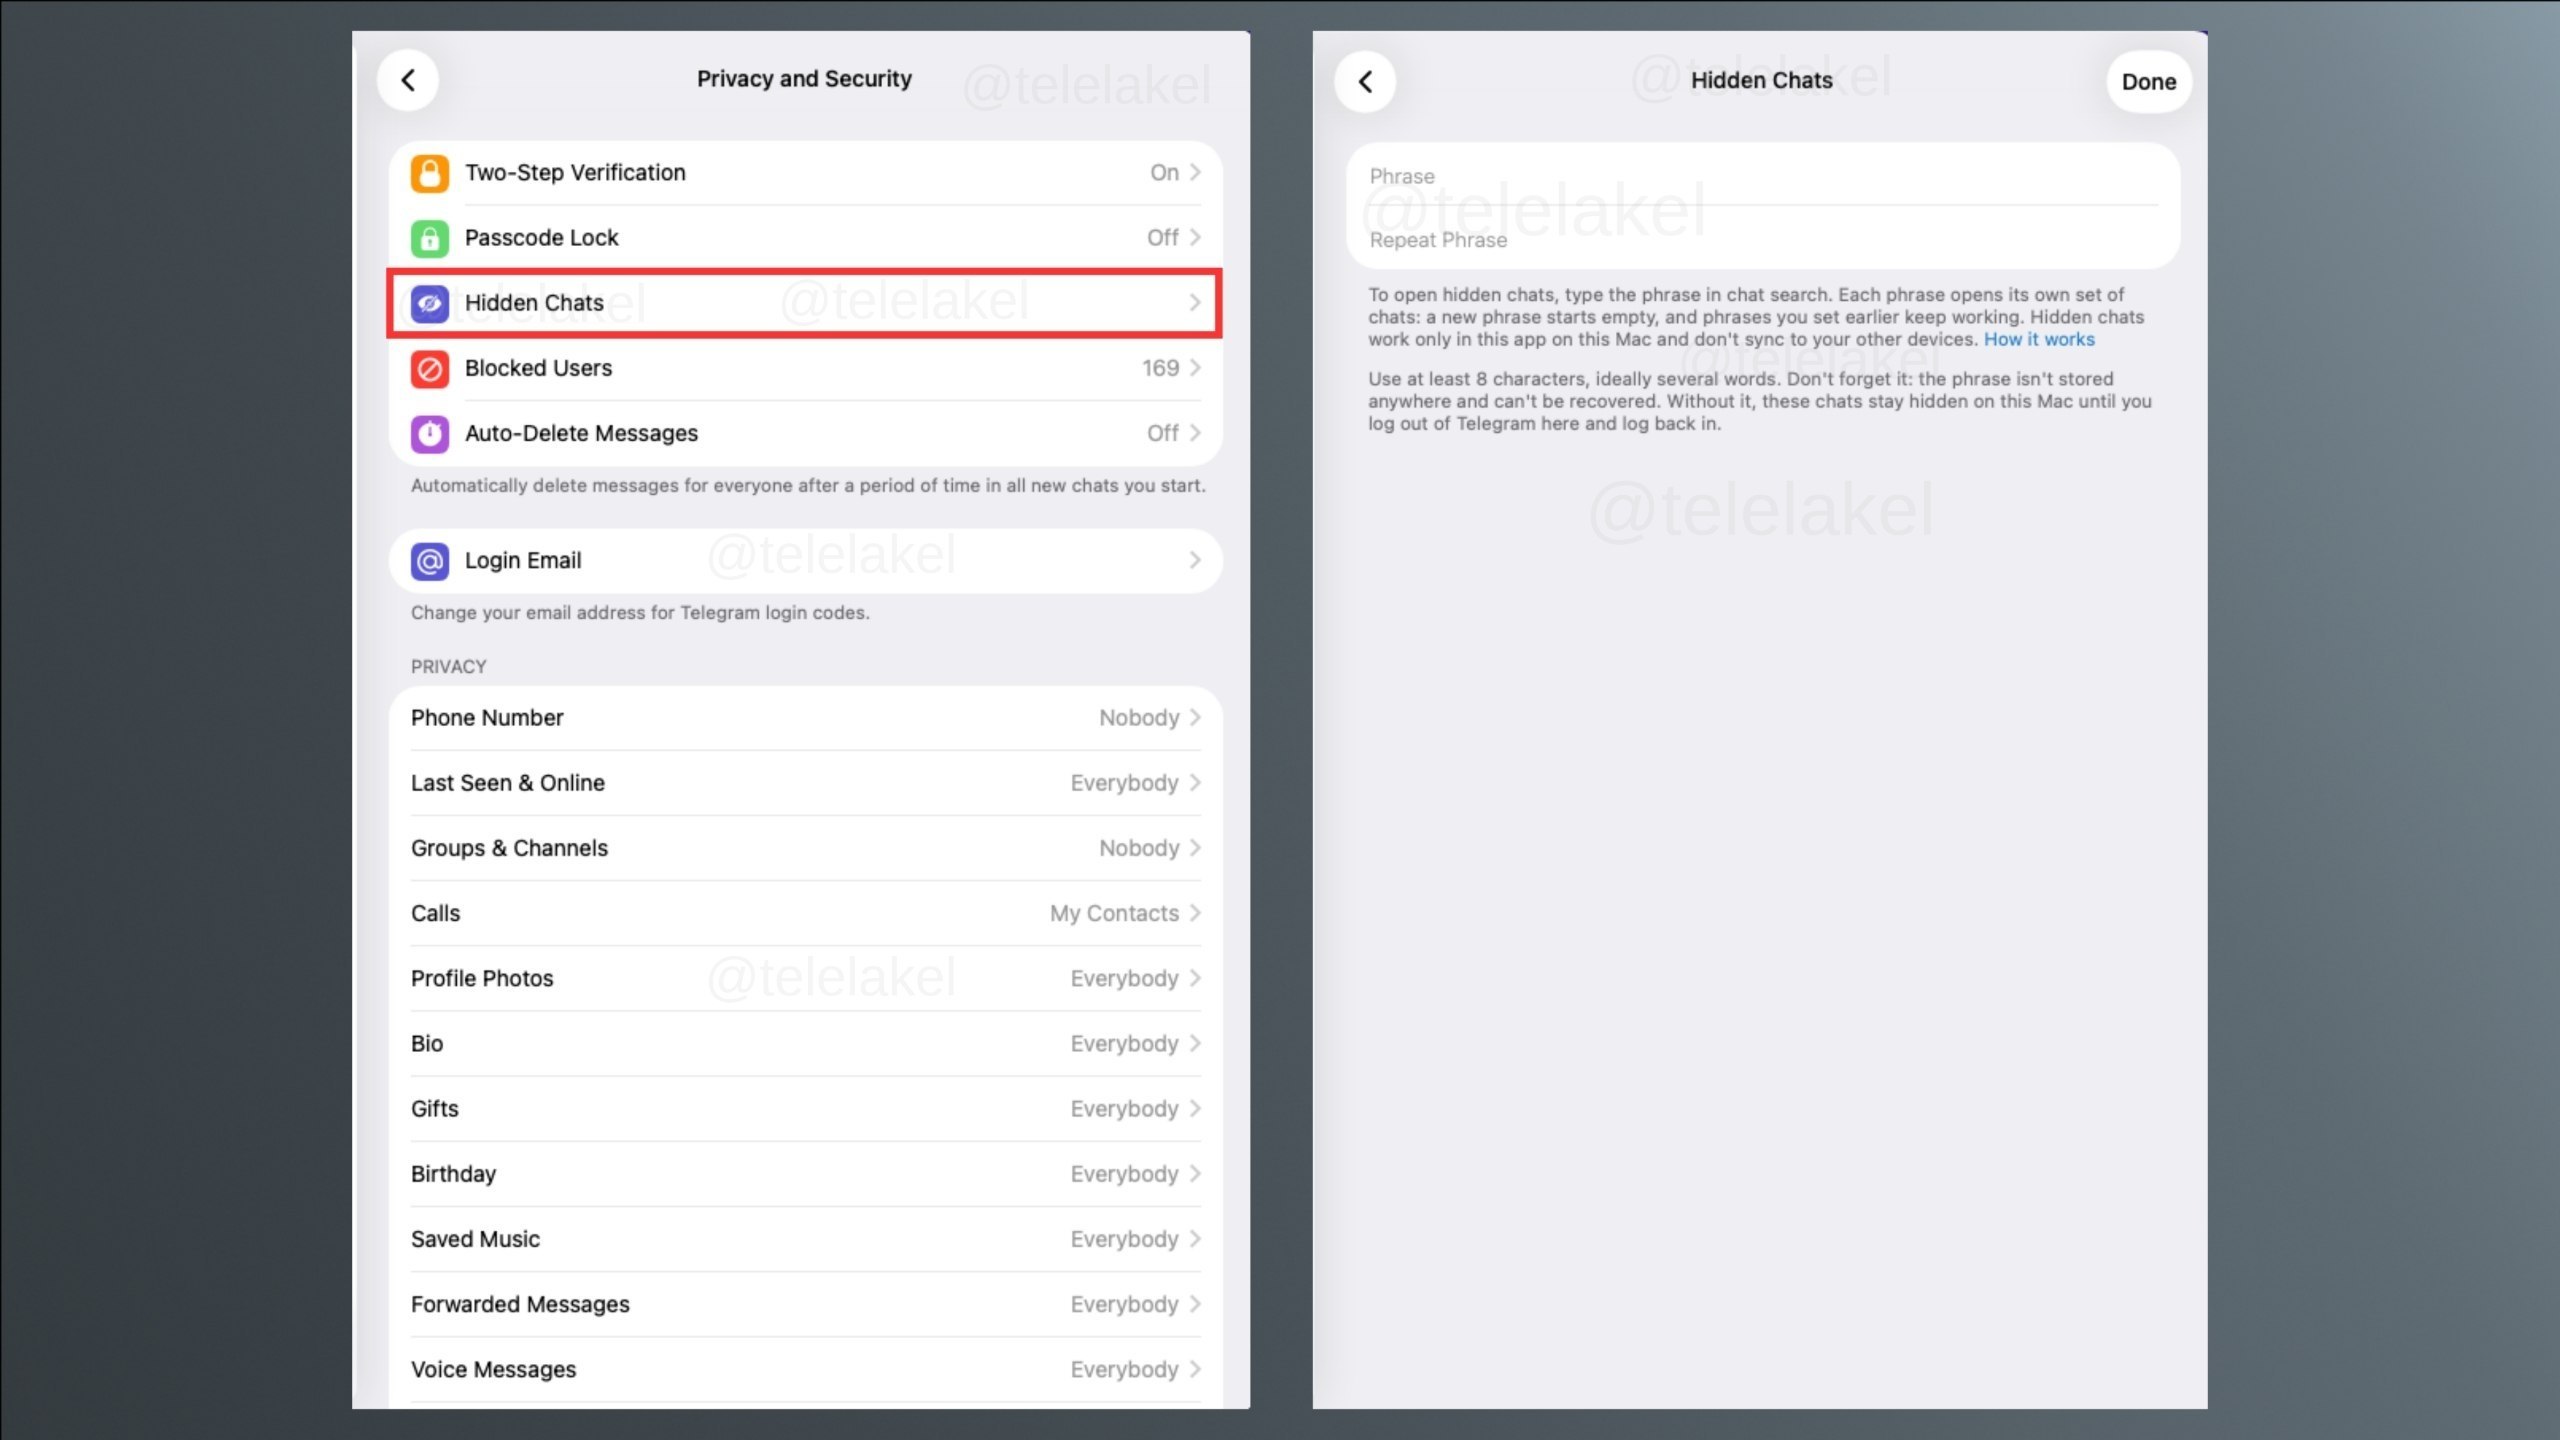 Privacy and Security
@telelakel
Two-Step Verification On
Passcode Lock Off
Hidden Chats
@telelakel
@telelakel
Blocked Users 169
Auto-Delete Messages Off
Automatically delete messages for everyone after a period of time in all new chats you start.
Login Email
@telelakel
Change your email address for Telegram login codes.
PRIVACY
Phone Number Nobody
Last Seen & Online Everybody
Groups & Channels Nobody
Calls My Contacts
Profile Photos Everybody
@telelakel
Bio Everybody
Gifts Everybody
Birthday Everybody
Saved Music Everybody
Forwarded Messages Everybody
Voice Messages Everybody
Hidden Chats
@telelakel
Done
Phrase
@telelakel
Repeat Phrase
To open hidden chats, type the phrase in chat search. Each phrase opens its own set of
chats: a new phrase starts empty, and phrases you set earlier keep working. Hidden chats
work only in this app on this Mac and don't sync to your other devices. How it works
@telelakel
Use at least 8 characters, ideally several words. Don't forget it: the phrase isn't stored
anywhere and can't be recovered. Without it, these chats stay hidden on this Mac until you
log out of Telegram here and log back in.
@telelakel